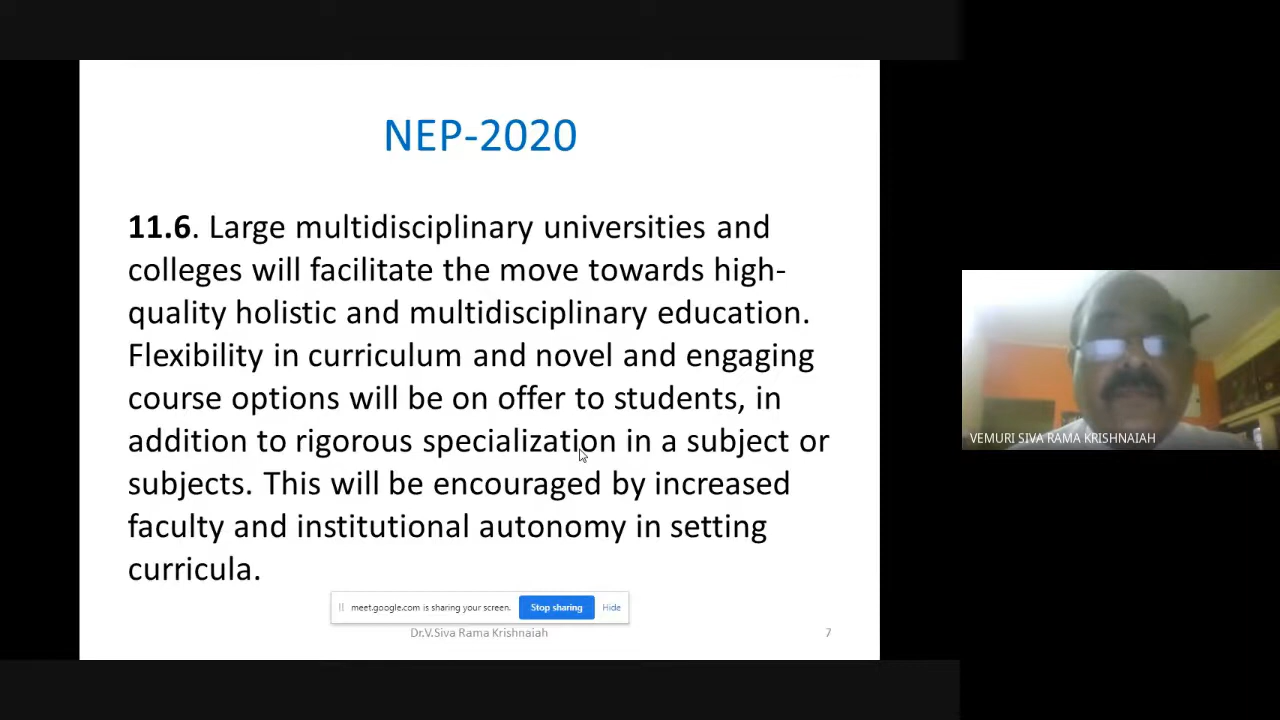 NEP-2020
11.6. Large multidisciplinary universities and
colleges will facilitate the move towards high-
quality holistic and multidisciplinary education.
Flexibility in curriculum and novel and engaging
course options will be on offer to students, in
addition to rigorous specialization in a subject or
subjects. This will be encouraged by increased
faculty and institutional autonomy in setting
curricula.
meet.google.com is sharing your screen. Stop sharing Hide
Dr.V.Siva Rama Krishnaiah 7
VEMURI SIVA RAMA KRISHNAIAH